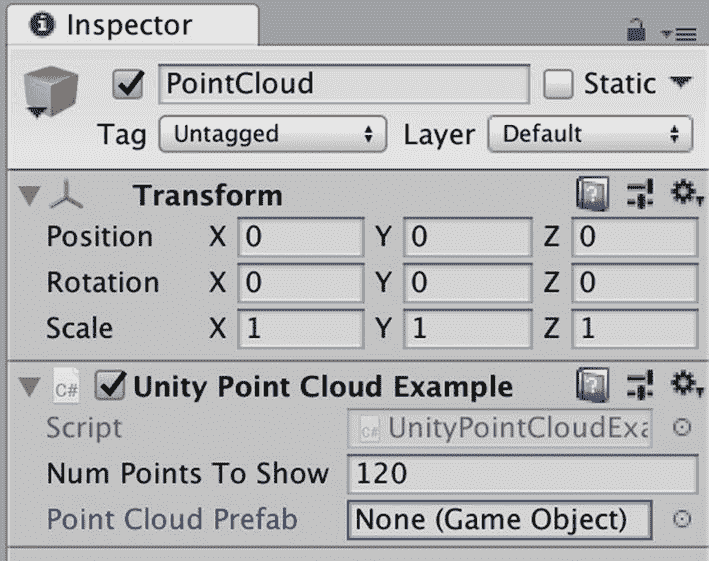 Inspector
PointCloud Static
Tag Untagged Layer Default
Transform
Position X 0 Y 0 Z 0
Rotation X 0 Y 0 Z 0
Scale X 1 Y 1 Z 1
C# Unity Point Cloud Example
Script C# UnityPointCloudExa
Num Points To Show 120
Point Cloud Prefab None (Game Object)